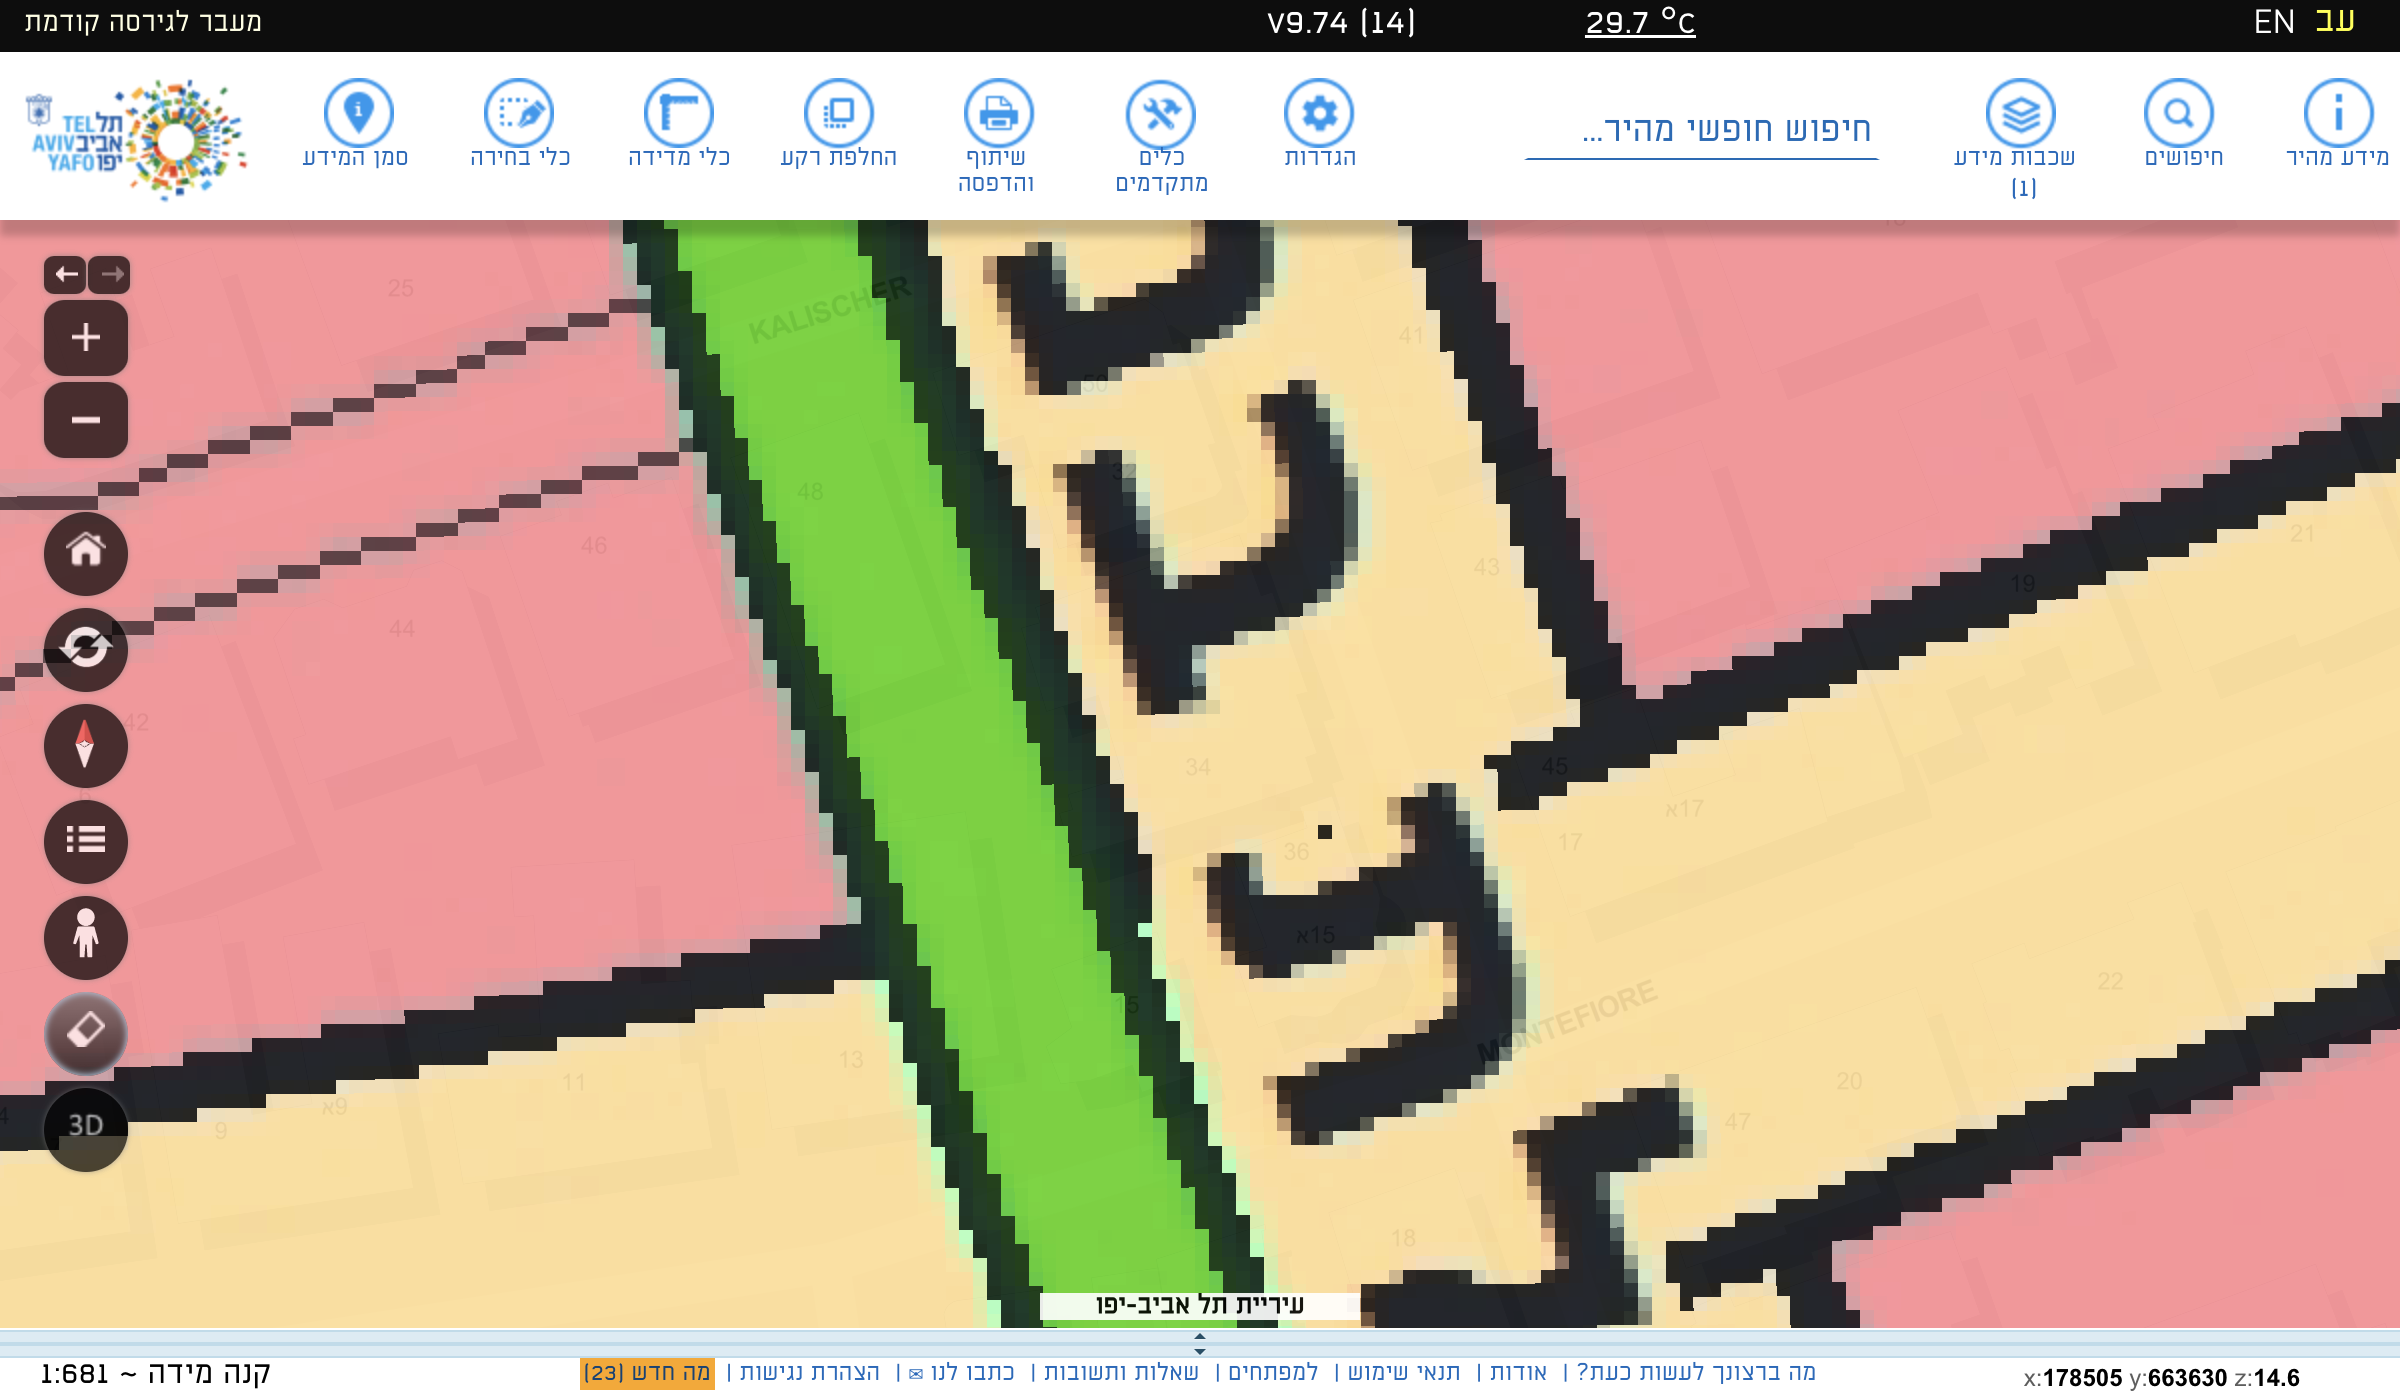 מעבר לגירסה קודמת
V9.74 (14)
29.7 °C
EN עב
תל אביב יפו
TEL AVIV YAFO
סמן המידע
כלי בחירה
כלי מדידה
החלפת רקע
שיתוף והדפסה
כלים מתקדמים
הגדרות
חיפוש חופשי מהיר...
שכבות מידע (1)
חיפושים
מידע מהיר
25
KALISCHER
41
50
32
48
46
43
21
19
44
42
34
45
א17
17
36
א15
15
22
MONTEFIORE
13
11
א9
9
4
20
47
18
3D
עיריית תל אביב-יפו
קנה מידה ~ 1:681
מה ברצונך לעשות כעת? | אודות | תנאי שימוש | למפתחים | שאלות ותשובות | כתבו לנו ✉ | הצהרת נגישות | מה חדש (23)
x:178505 y:663630 z:14.6